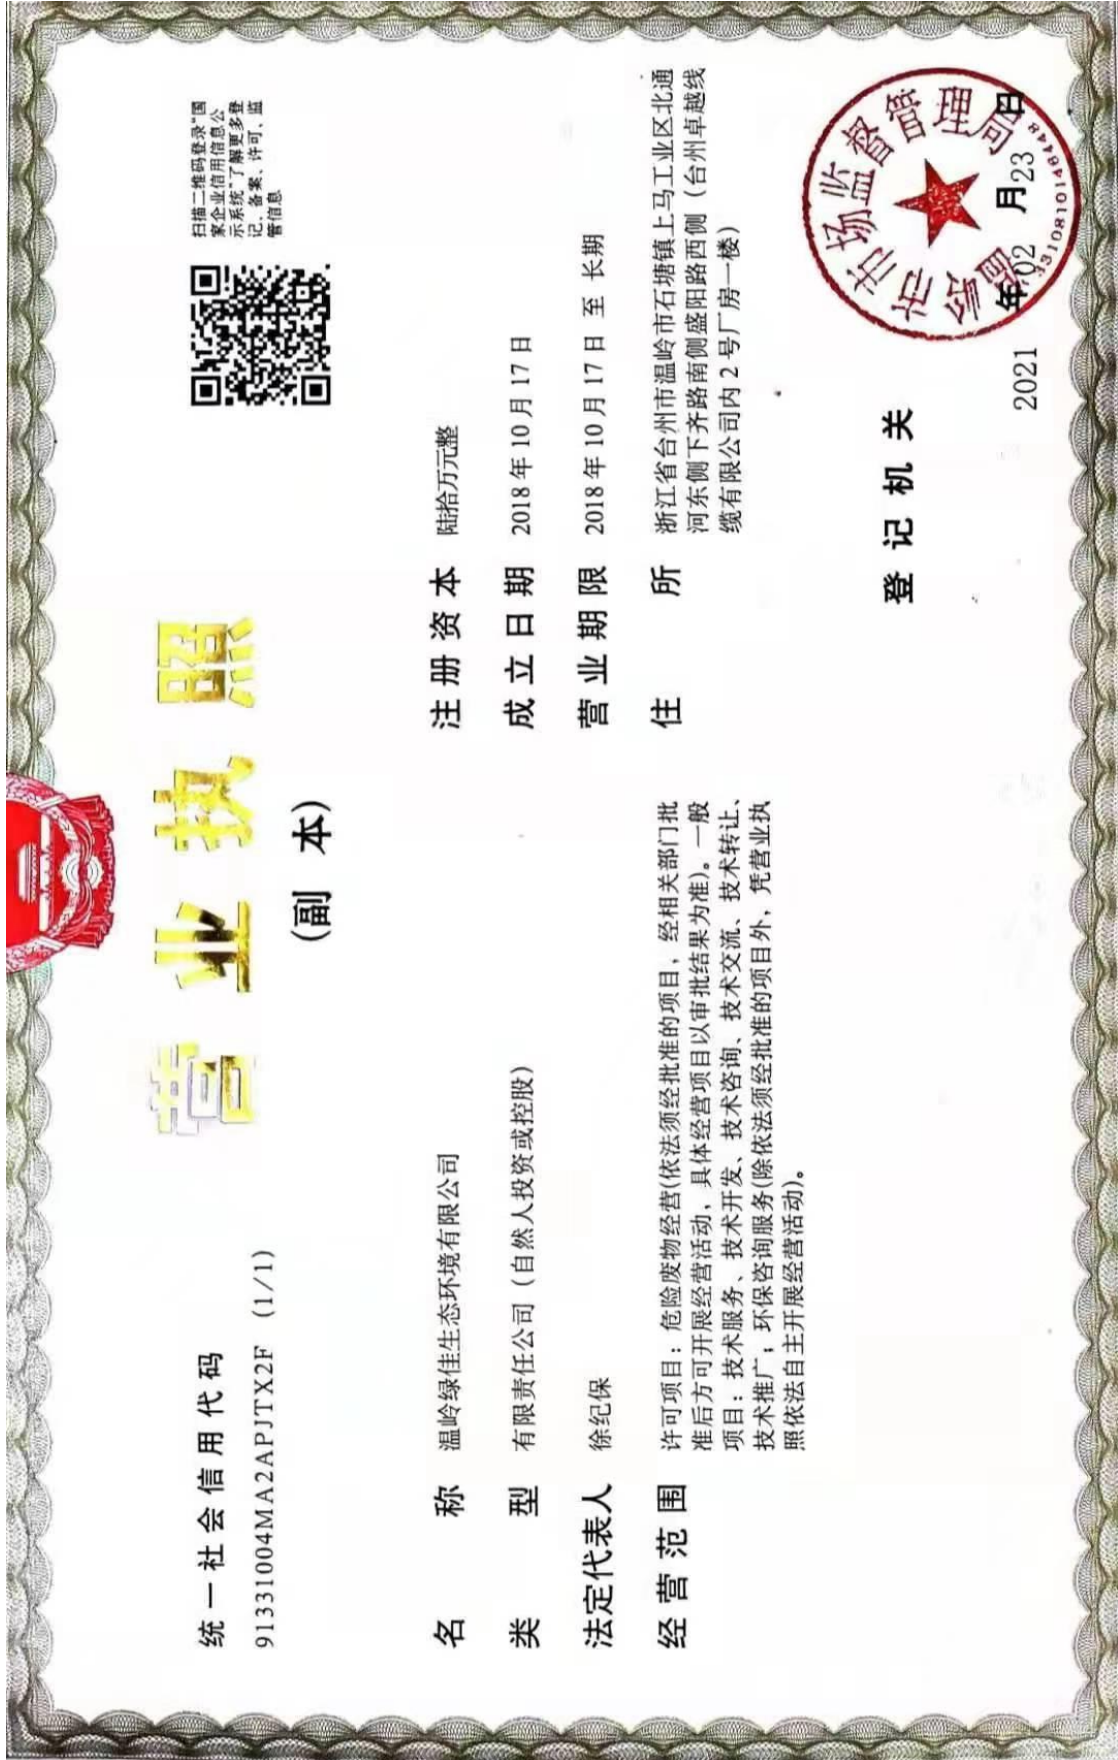 统一社会信用代码
91331004MA2APJTX2F (1/1)
营业执照
(副 本)
扫描二维码登录“国
家企业信用信息公
示系统”了解更多登
记、备案、许可、监
管信息
名 称 温岭绿佳生态环境有限公司
类 型 有限责任公司（自然人投资或控股）
法定代表人 徐纪保
经营范围 许可项目：危险废物经营(依法须经批准的项目，经相关部门批
准后方可开展经营活动，具体经营项目以审批结果为准)。一般
项目：技术服务、技术开发、技术咨询、技术交流、技术转让、
技术推广；环保咨询服务(除依法须经批准的项目外，凭营业执
照依法自主开展经营活动)。
注册资本 陆拾万元整
成立日期 2018年10月17日
营业期限 2018年10月17日 至 长期
住 所 浙江省台州市温岭市石塘镇上马工业区北通
河东侧下齐路南侧盛阳路西侧（台州卓越线
缆有限公司内2号厂房一楼）
登记机关
温岭市市场监督管理局
2021 年 02 月 23 日